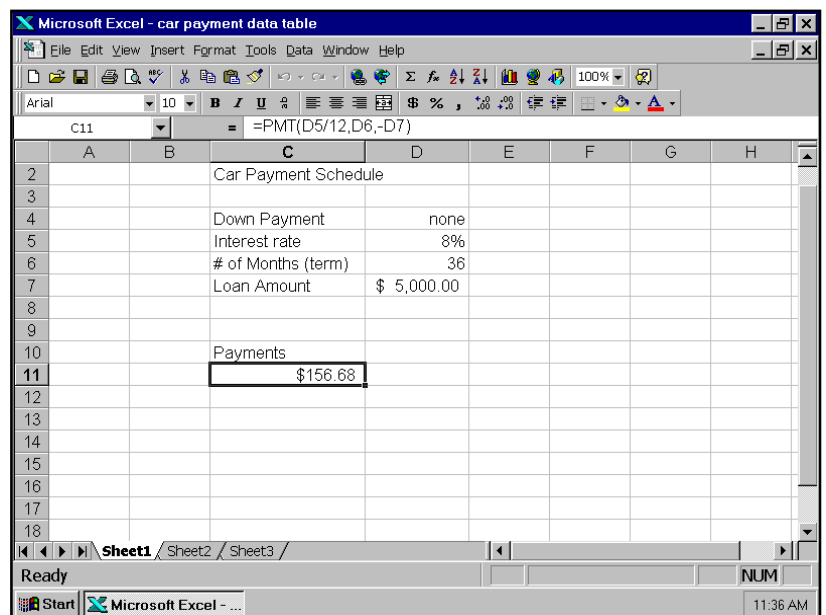 Microsoft Excel - car payment data table
File Edit View Insert Format Tools Data Window Help
100%
Arial 10 B I U $ % ,
C11 = =PMT(D5/12,D6,-D7)
A B C D E F G H
2 Car Payment Schedule
3
4 Down Payment none
5 Interest rate 8%
6 # of Months (term) 36
7 Loan Amount $ 5,000.00
8
9
10 Payments
11 $156.68
12
13
14
15
16
17
18
Sheet1 / Sheet2 / Sheet3 /
Ready NUM
Start Microsoft Excel - ... 11:36 AM